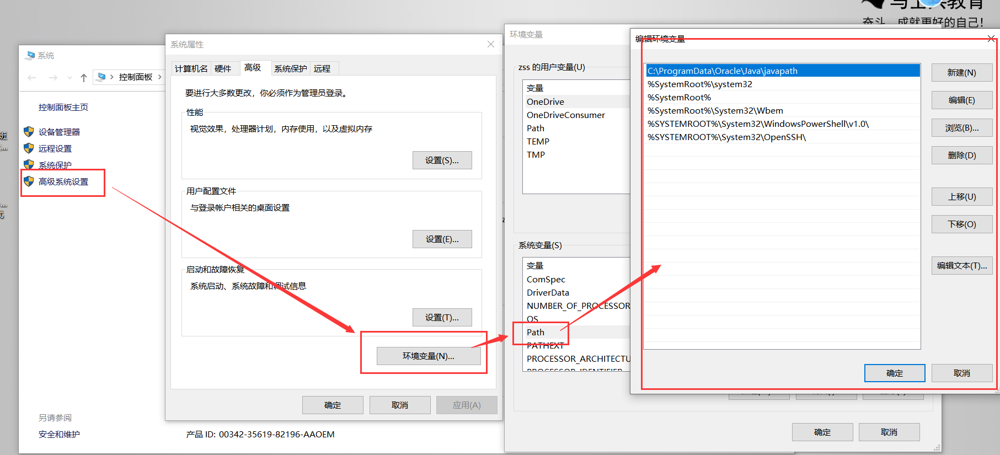 教育
奋斗、成就更好的自己！
系统
控制面板
控制面板主页
设备管理器
远程设置
系统保护
高级系统设置
另请参阅
安全和维护
产品 ID: 00342-35619-82196-AAOEM
班
系统属性
计算机名
硬件
高级
系统保护
远程
要进行大多数更改，你必须作为管理员登录。
性能
视觉效果，处理器计划，内存使用，以及虚拟内存
设置(S)...
用户配置文件
与登录帐户相关的桌面设置
设置(E)...
启动和故障恢复
系统启动、系统故障和调试信息
设置(T)...
环境变量(N)...
确定
取消
应用(A)
环境变量
zss 的用户变量(U)
变量
OneDrive
OneDriveConsumer
Path
TEMP
TMP
系统变量(S)
变量
ComSpec
DriverData
NUMBER_OF_PROCESSOR
OS
Path
PATHEXT
PROCESSOR_ARCHITECTU
PROCESSOR_IDENTIFIER
确定
取消
编辑环境变量
C:\ProgramData\Oracle\Java\javapath
%SystemRoot%\system32
%SystemRoot%
%SystemRoot%\System32\Wbem
%SYSTEMROOT%\System32\WindowsPowerShell\v1.0\
%SYSTEMROOT%\System32\OpenSSH\
新建(N)
编辑(E)
浏览(B)...
删除(D)
上移(U)
下移(O)
编辑文本(T)...
确定
取消